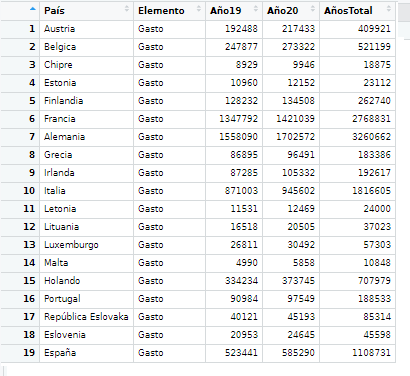 País Elemento Año19 Año20 AñosTotal
1 Austria Gasto 192488 217433 409921
2 Belgica Gasto 247877 273322 521199
3 Chipre Gasto 8929 9946 18875
4 Estonia Gasto 10960 12152 23112
5 Finlandia Gasto 128232 134508 262740
6 Francia Gasto 1347792 1421039 2768831
7 Alemania Gasto 1558090 1702572 3260662
8 Grecia Gasto 86895 96491 183386
9 Irlanda Gasto 87285 105332 192617
10 Italia Gasto 871003 945602 1816605
11 Letonia Gasto 11531 12469 24000
12 Lituania Gasto 16518 20505 37023
13 Luxemburgo Gasto 26811 30492 57303
14 Malta Gasto 4990 5858 10848
15 Holando Gasto 334234 373745 707979
16 Portugal Gasto 90984 97549 188533
17 República Eslovaka Gasto 40121 45193 85314
18 Eslovenia Gasto 20953 24645 45598
19 España Gasto 523441 585290 1108731